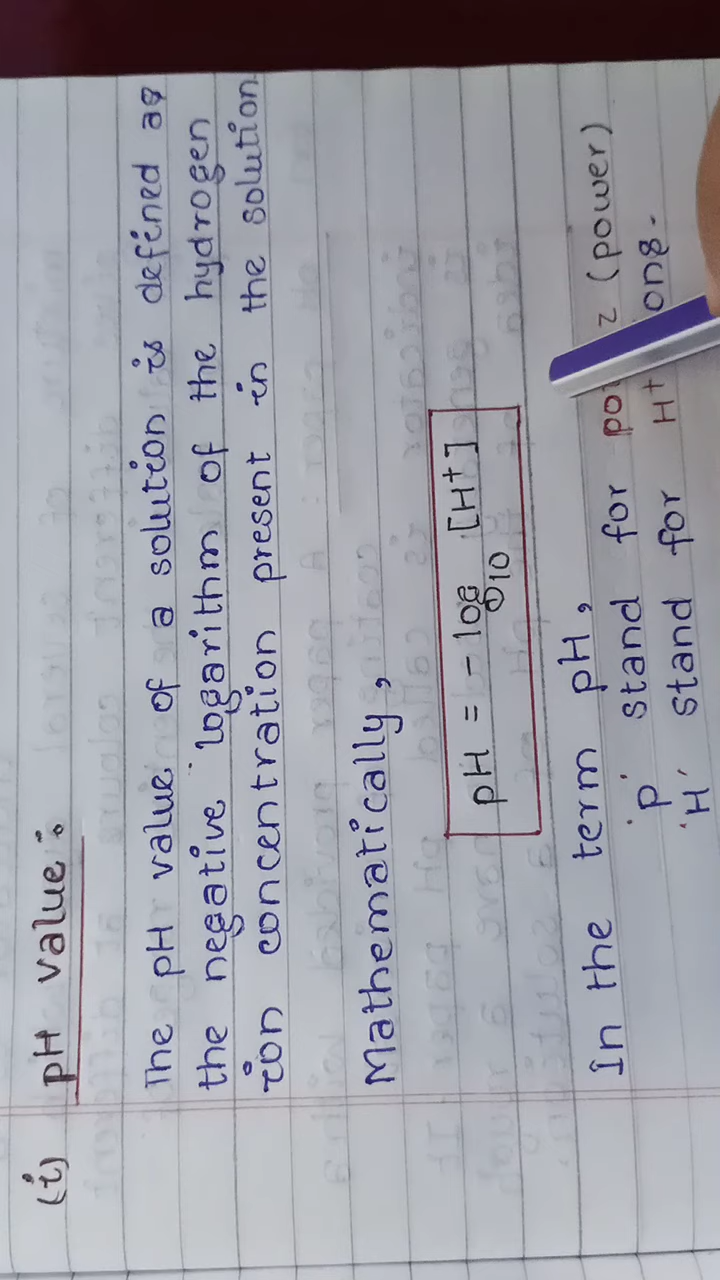 (i) pH value :
The pH value of a solution is defined as
the negative logarithm of the hydrogen
ion concentration present in the solution
Mathematically,
pH = - log₁₀ [H⁺]
In the term pH,
'p' stand for (power)
'H' stand for H⁺